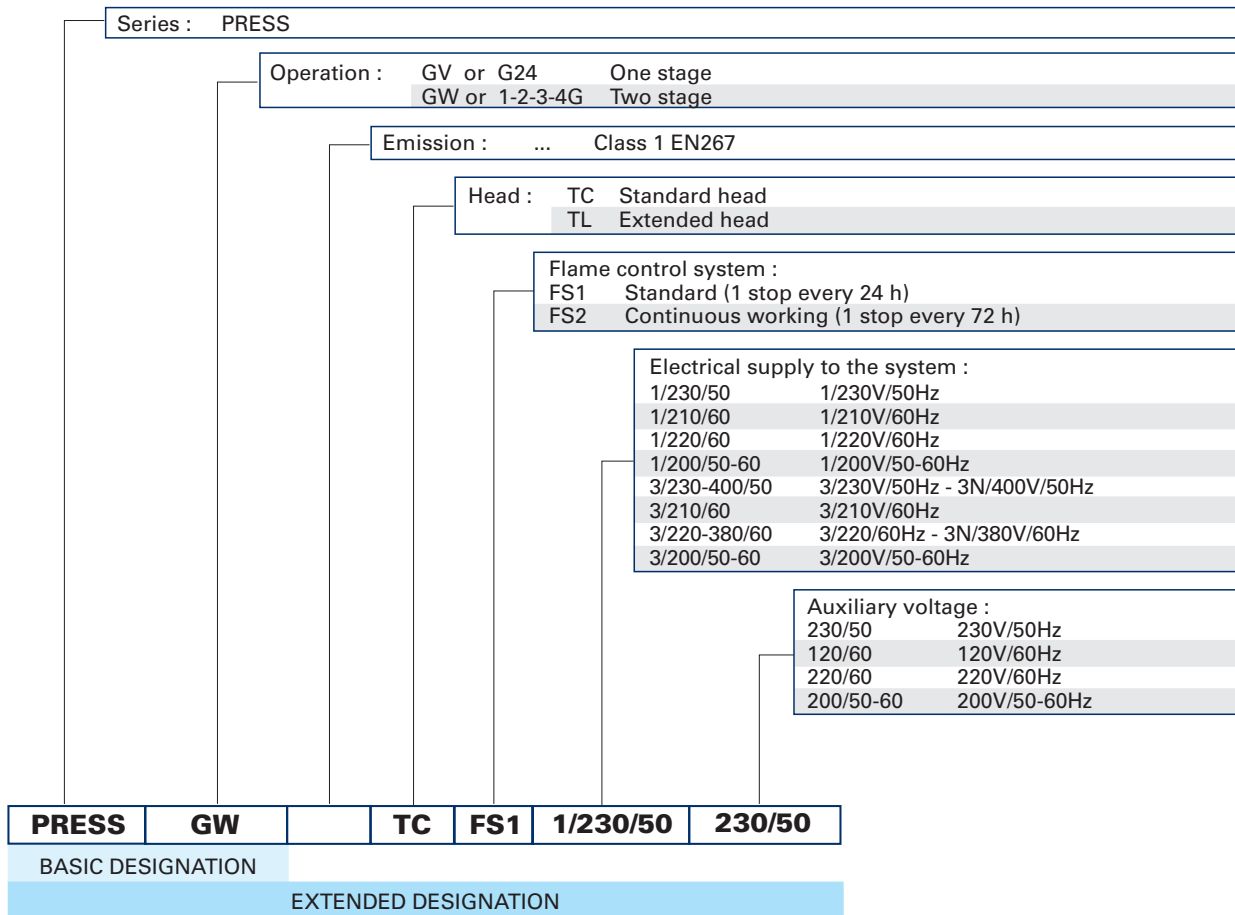 Series : PRESS
Operation : GV or G24 One stage
GW or 1-2-3-4G Two stage
Emission : ... Class 1 EN267
Head : TC Standard head
TL Extended head
Flame control system :
FS1 Standard (1 stop every 24 h)
FS2 Continuous working (1 stop every 72 h)
Electrical supply to the system :
1/230/50 1/230V/50Hz
1/210/60 1/210V/60Hz
1/220/60 1/220V/60Hz
1/200/50-60 1/200V/50-60Hz
3/230-400/50 3/230V/50Hz - 3N/400V/50Hz
3/210/60 3/210V/60Hz
3/220-380/60 3/220/60Hz - 3N/380V/60Hz
3/200/50-60 3/200V/50-60Hz
Auxiliary voltage :
230/50 230V/50Hz
120/60 120V/60Hz
220/60 220V/60Hz
200/50-60 200V/50-60Hz
PRESS GW TC FS1 1/230/50 230/50
BASIC DESIGNATION
EXTENDED DESIGNATION